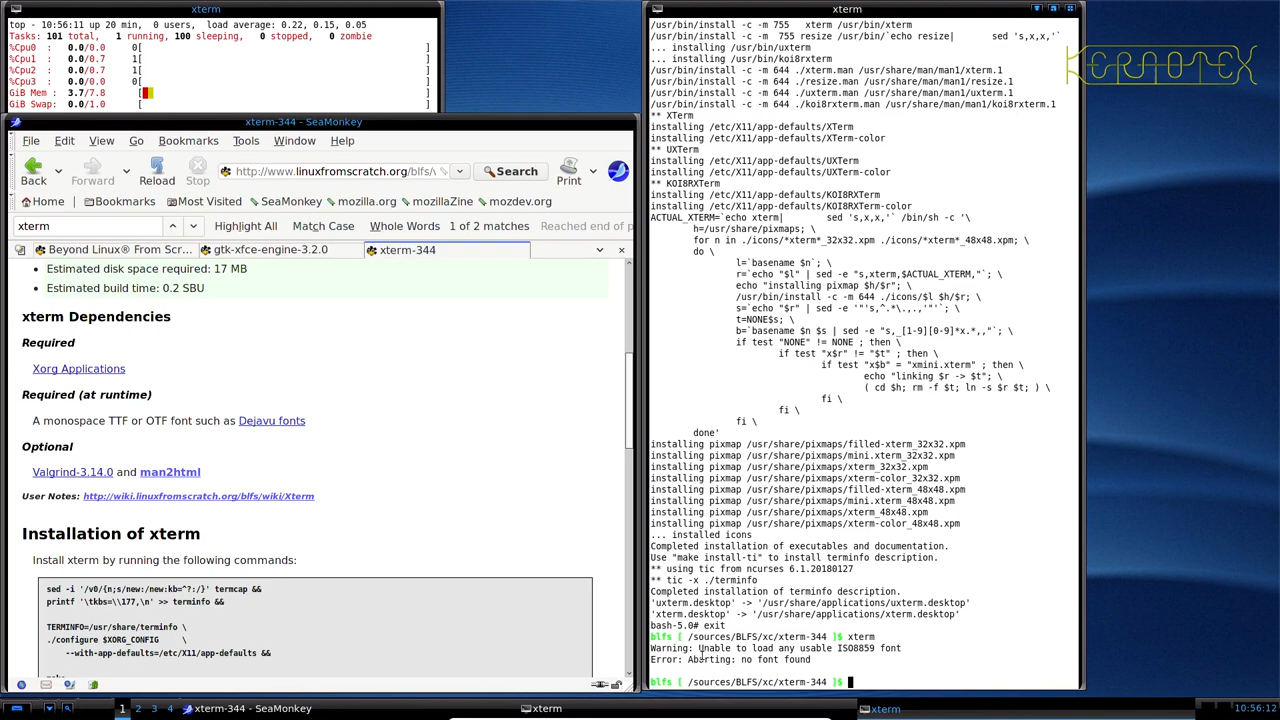 xterm
top - 10:56:11 up 20 min,  0 users,  load average: 0.22, 0.15, 0.05
Tasks: 101 total,   1 running, 100 sleeping,   0 stopped,   0 zombie
%Cpu0  :   0.0/0.0     0[                                                  ]
%Cpu1  :   0.0/0.7     1[                                                  ]
%Cpu2  :   0.0/0.7     1[                                                  ]
%Cpu3  :   0.0/0.0     0[                                                  ]
GiB Mem :  3.7/7.8      [                                                  ]
GiB Swap:  0.0/1.0      [                                                  ]
xterm-344 - SeaMonkey
File Edit View Go Bookmarks Tools Window Help
Back Forward Reload Stop http://www.linuxfromscratch.org/blfs/ Search Print
Home Bookmarks Most Visited SeaMonkey mozilla.org mozillaZine mozdev.org
xterm Highlight All Match Case Whole Words 1 of 2 matches Reached end of
Beyond Linux® From Scr... gtk-xfce-engine-3.2.0 xterm-344
Estimated disk space required: 17 MB
Estimated build time: 0.2 SBU
xterm Dependencies
Required
Xorg Applications
Required (at runtime)
A monospace TTF or OTF font such as Dejavu fonts
Optional
Valgrind-3.14.0 and man2html
User Notes: http://wiki.linuxfromscratch.org/blfs/wiki/Xterm
Installation of xterm
Install xterm by running the following commands:
sed -i '/v0/{n;s/new:/new:kb=^?:/}' termcap &&
printf '\tkbs=\\177,\n' >> terminfo &&
TERMINFO=/usr/share/terminfo \
./configure $XORG_CONFIG     \
--with-app-defaults=/etc/X11/app-defaults &&
xterm
/usr/bin/install -c -m 755   xterm /usr/bin/xterm
/usr/bin/install -c -m  755 resize /usr/bin/`echo resize|       sed 's,x,x,'`
... installing /usr/bin/uxterm
... installing /usr/bin/koi8rxterm
/usr/bin/install -c -m 644 ./xterm.man /usr/share/man/man1/xterm.1
/usr/bin/install -c -m 644 ./resize.man /usr/share/man/man1/resize.1
/usr/bin/install -c -m 644 ./uxterm.man /usr/share/man/man1/uxterm.1
/usr/bin/install -c -m 644 ./koi8rxterm.man /usr/share/man/man1/koi8rxterm.1
** XTerm
installing /etc/X11/app-defaults/XTerm
installing /etc/X11/app-defaults/XTerm-color
** UXTerm
installing /etc/X11/app-defaults/UXTerm
installing /etc/X11/app-defaults/UXTerm-color
** KOI8RXTerm
installing /etc/X11/app-defaults/KOI8RXTerm
installing /etc/X11/app-defaults/KOI8RXTerm-color
ACTUAL_XTERM=`echo xterm|       sed 's,x,x,'` /bin/sh -c '\
h=/usr/share/pixmaps; \
for n in ./icons/*xterm*_32x32.xpm ./icons/*xterm*_48x48.xpm; \
do \
l=`basename $n`; \
r=`echo "$l" | sed -e "s,xterm,$ACTUAL_XTERM,"`; \
echo "installing pixmap $h/$r"; \
/usr/bin/install -c -m 644 ./icons/$l $h/$r; \
s=`echo "$r" | sed -e '"'s,^.*\.,.,'"'`; \
t=NONE$s; \
b=`basename $n $s | sed -e "s,_[1-9][0-9]*x.*,,"`; \
if test "NONE" != NONE ; then \
if test "x$r" != "$t" ; then \
if test "x$b" = "xmini.xterm" ; then \
echo "linking $r -> $t"; \
( cd $h; rm -f $t; ln -s $r $t; ) \
fi \
fi \
fi \
done'
installing pixmap /usr/share/pixmaps/filled-xterm_32x32.xpm
installing pixmap /usr/share/pixmaps/mini.xterm_32x32.xpm
installing pixmap /usr/share/pixmaps/xterm_32x32.xpm
installing pixmap /usr/share/pixmaps/xterm-color_32x32.xpm
installing pixmap /usr/share/pixmaps/filled-xterm_48x48.xpm
installing pixmap /usr/share/pixmaps/mini.xterm_48x48.xpm
installing pixmap /usr/share/pixmaps/xterm_48x48.xpm
installing pixmap /usr/share/pixmaps/xterm-color_48x48.xpm
... installed icons
Completed installation of executables and documentation.
Use "make install-ti" to install terminfo description.
** using tic from ncurses 6.1.20180127
** tic -x ./terminfo
Completed installation of terminfo description.
'uxterm.desktop' -> '/usr/share/applications/uxterm.desktop'
'xterm.desktop' -> '/usr/share/applications/xterm.desktop'
bash-5.0# exit
blfs [ /sources/BLFS/xc/xterm-344 ]$ xterm
Warning: Unable to load any usable ISO8859 font
Error: Aborting: no font found
blfs [ /sources/BLFS/xc/xterm-344 ]$
KERNOTEX
1 2 3 4 xterm-344 - SeaMonkey xterm xterm 10:56:12